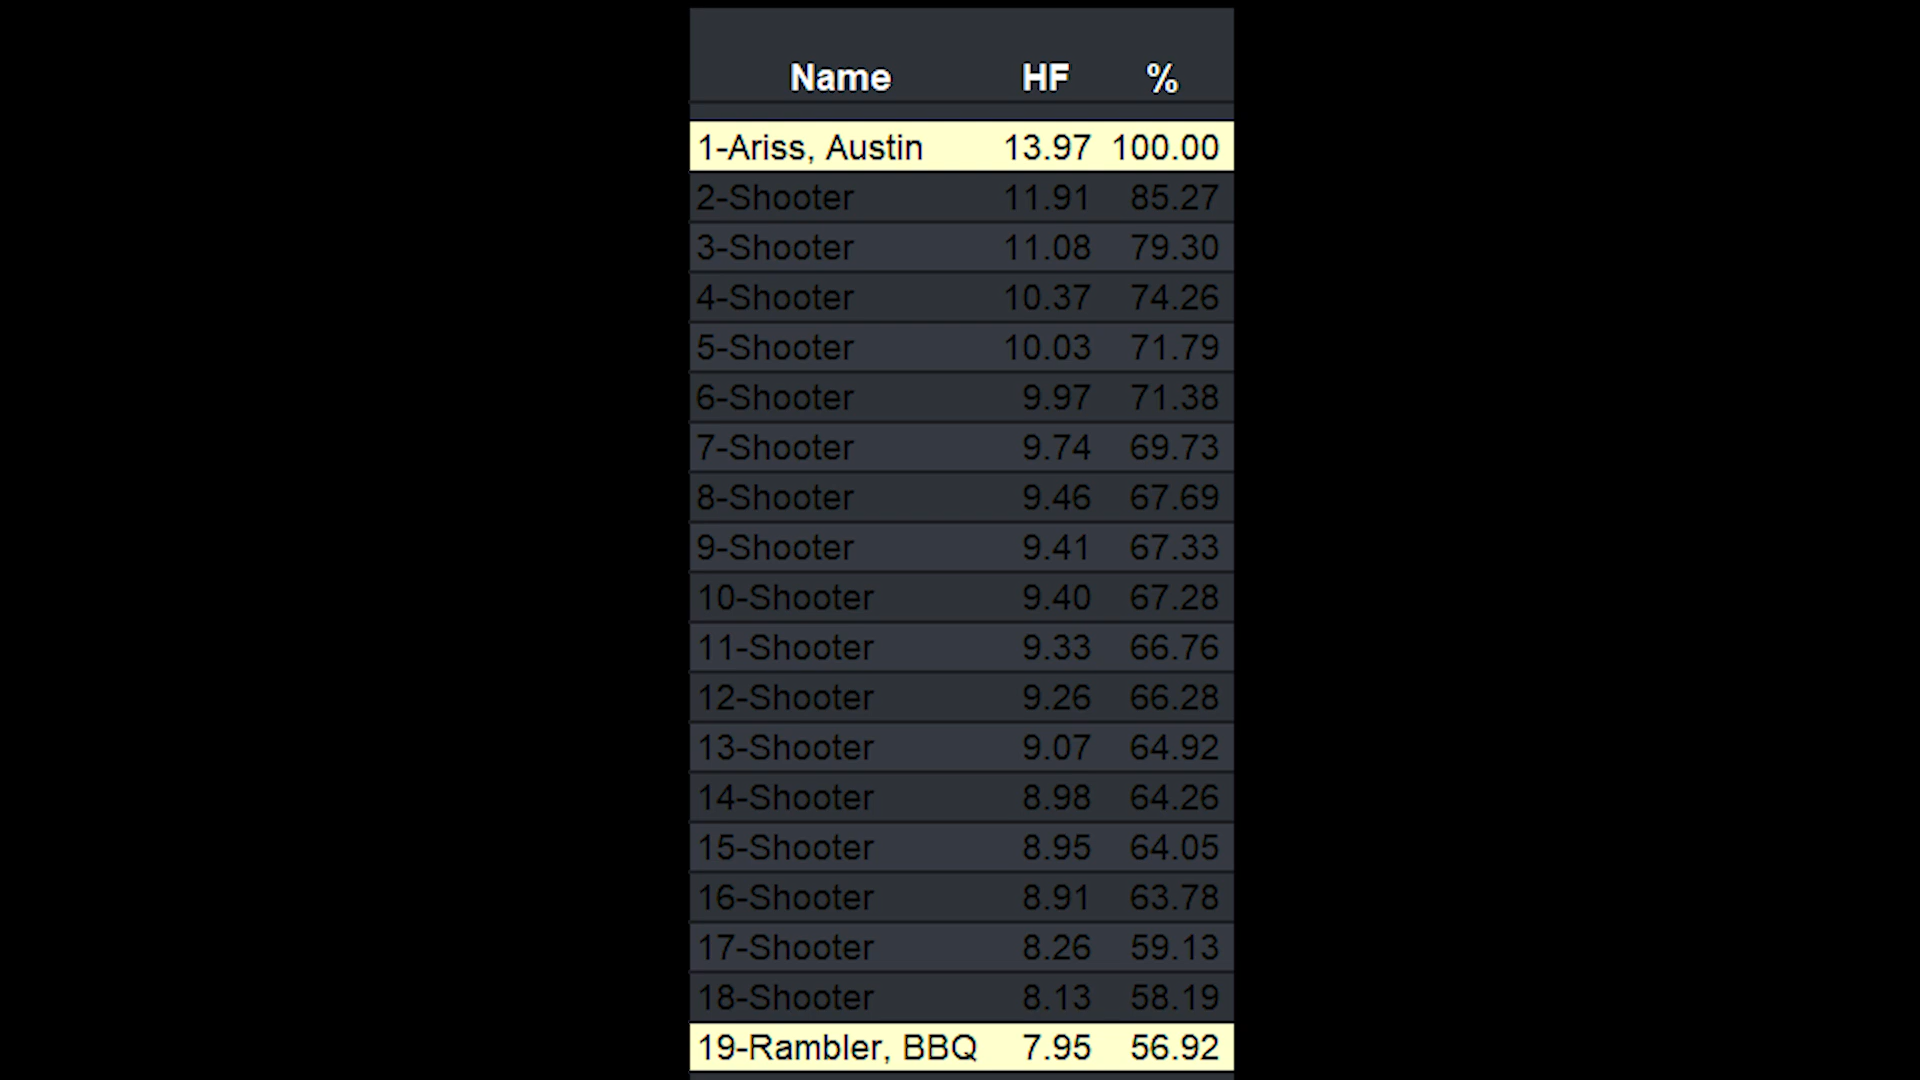 Name HF %
1-Ariss, Austin 13.97 100.00
2-Shooter 11.91 85.27
3-Shooter 11.08 79.30
4-Shooter 10.37 74.26
5-Shooter 10.03 71.79
6-Shooter 9.97 71.38
7-Shooter 9.74 69.73
8-Shooter 9.46 67.69
9-Shooter 9.41 67.33
10-Shooter 9.40 67.28
11-Shooter 9.33 66.76
12-Shooter 9.26 66.28
13-Shooter 9.07 64.92
14-Shooter 8.98 64.26
15-Shooter 8.95 64.05
16-Shooter 8.91 63.78
17-Shooter 8.26 59.13
18-Shooter 8.13 58.19
19-Rambler, BBQ 7.95 56.92